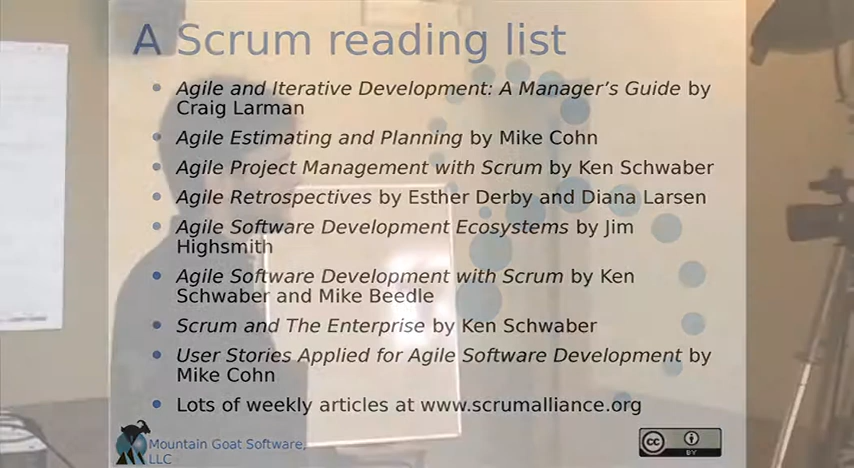 A Scrum reading list
Agile and Iterative Development: A Manager's Guide by
Craig Larman
Agile Estimating and Planning by Mike Cohn
Agile Project Management with Scrum by Ken Schwaber
Agile Retrospectives by Esther Derby and Diana Larsen
Agile Software Development Ecosystems by Jim
Highsmith
Agile Software Development with Scrum by Ken
Schwaber and Mike Beedle
Scrum and The Enterprise by Ken Schwaber
User Stories Applied for Agile Software Development by
Mike Cohn
Lots of weekly articles at www.scrumalliance.org
Mountain Goat Software,
LLC
cc
BY